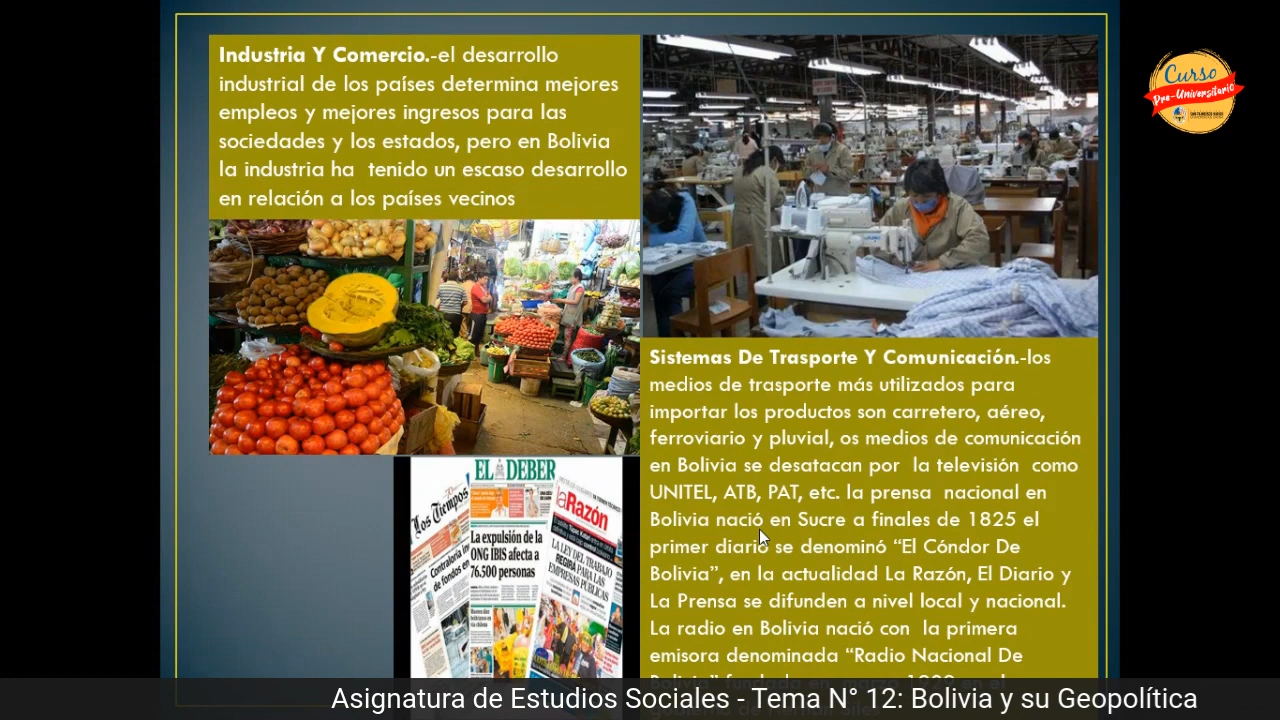 Industria Y Comercio.-el desarrollo
industrial de los países determina mejores
empleos y mejores ingresos para las
sociedades y los estados, pero en Bolivia
la industria ha tenido un escaso desarrollo
en relación a los países vecinos
Curso
Pre-Universitario
Sistemas De Trasporte Y Comunicación.-los
medios de trasporte más utilizados para
importar los productos son carretero, aéreo,
ferroviario y pluvial, os medios de comunicación
en Bolivia se desatacan por la televisión como
UNITEL, ATB, PAT, etc. la prensa nacional en
Bolivia nació en Sucre a finales de 1825 el
primer diario se denominó “El Cóndor De
Bolivia”, en la actualidad La Razón, El Diario y
La Prensa se difunden a nivel local y nacional.
La radio en Bolivia nació con la primera
emisora denominada “Radio Nacional De
Los Tiempos
Contraloría
de fondos en
EL DEBER
La expulsión de la
ONG IBIS afecta a
76.500 personas
la Razón
LA LEY DEL TRABAJO
REGIRÁ PARA LAS
EMPRESAS PÚBLICAS
Asignatura de Estudios Sociales - Tema N° 12: Bolivia y su Geopolítica